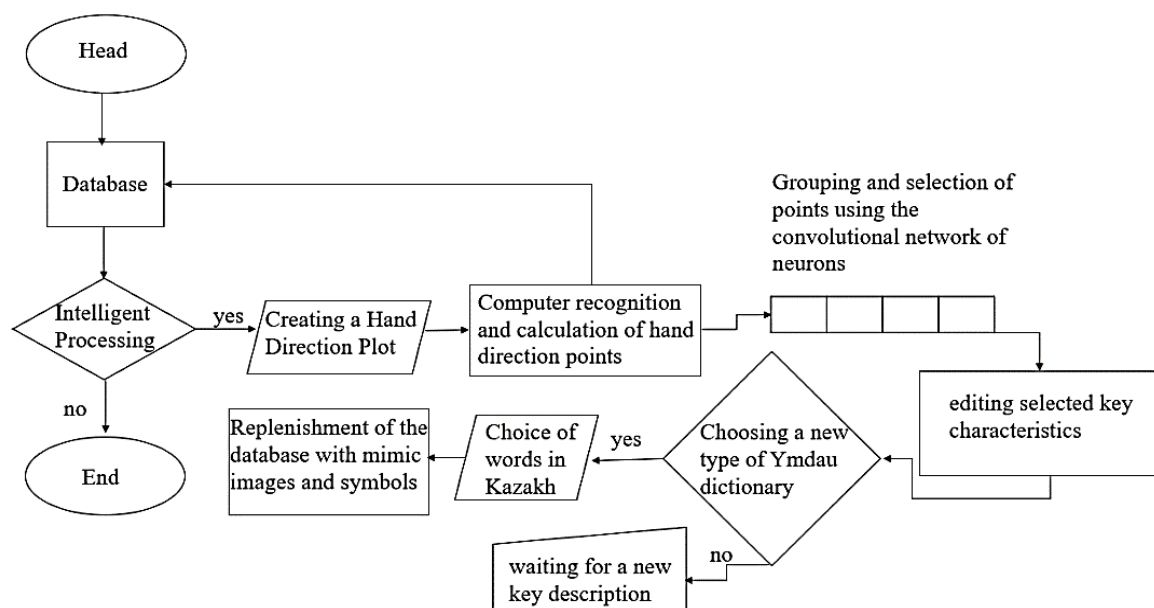 Head
Database
Grouping and selection of
points using the
convolutional network of
neurons
Intelligent
Processing
yes
Creating a Hand
Direction Plot
Computer recognition
and calculation of hand
direction points
no
End
editing selected key
characteristics
Choosing a new
type of Ymdau
dictionary
yes
Choice of
words in
Kazakh
Replenishment of the
database with mimic
images and symbols
no
waiting for a new
key description